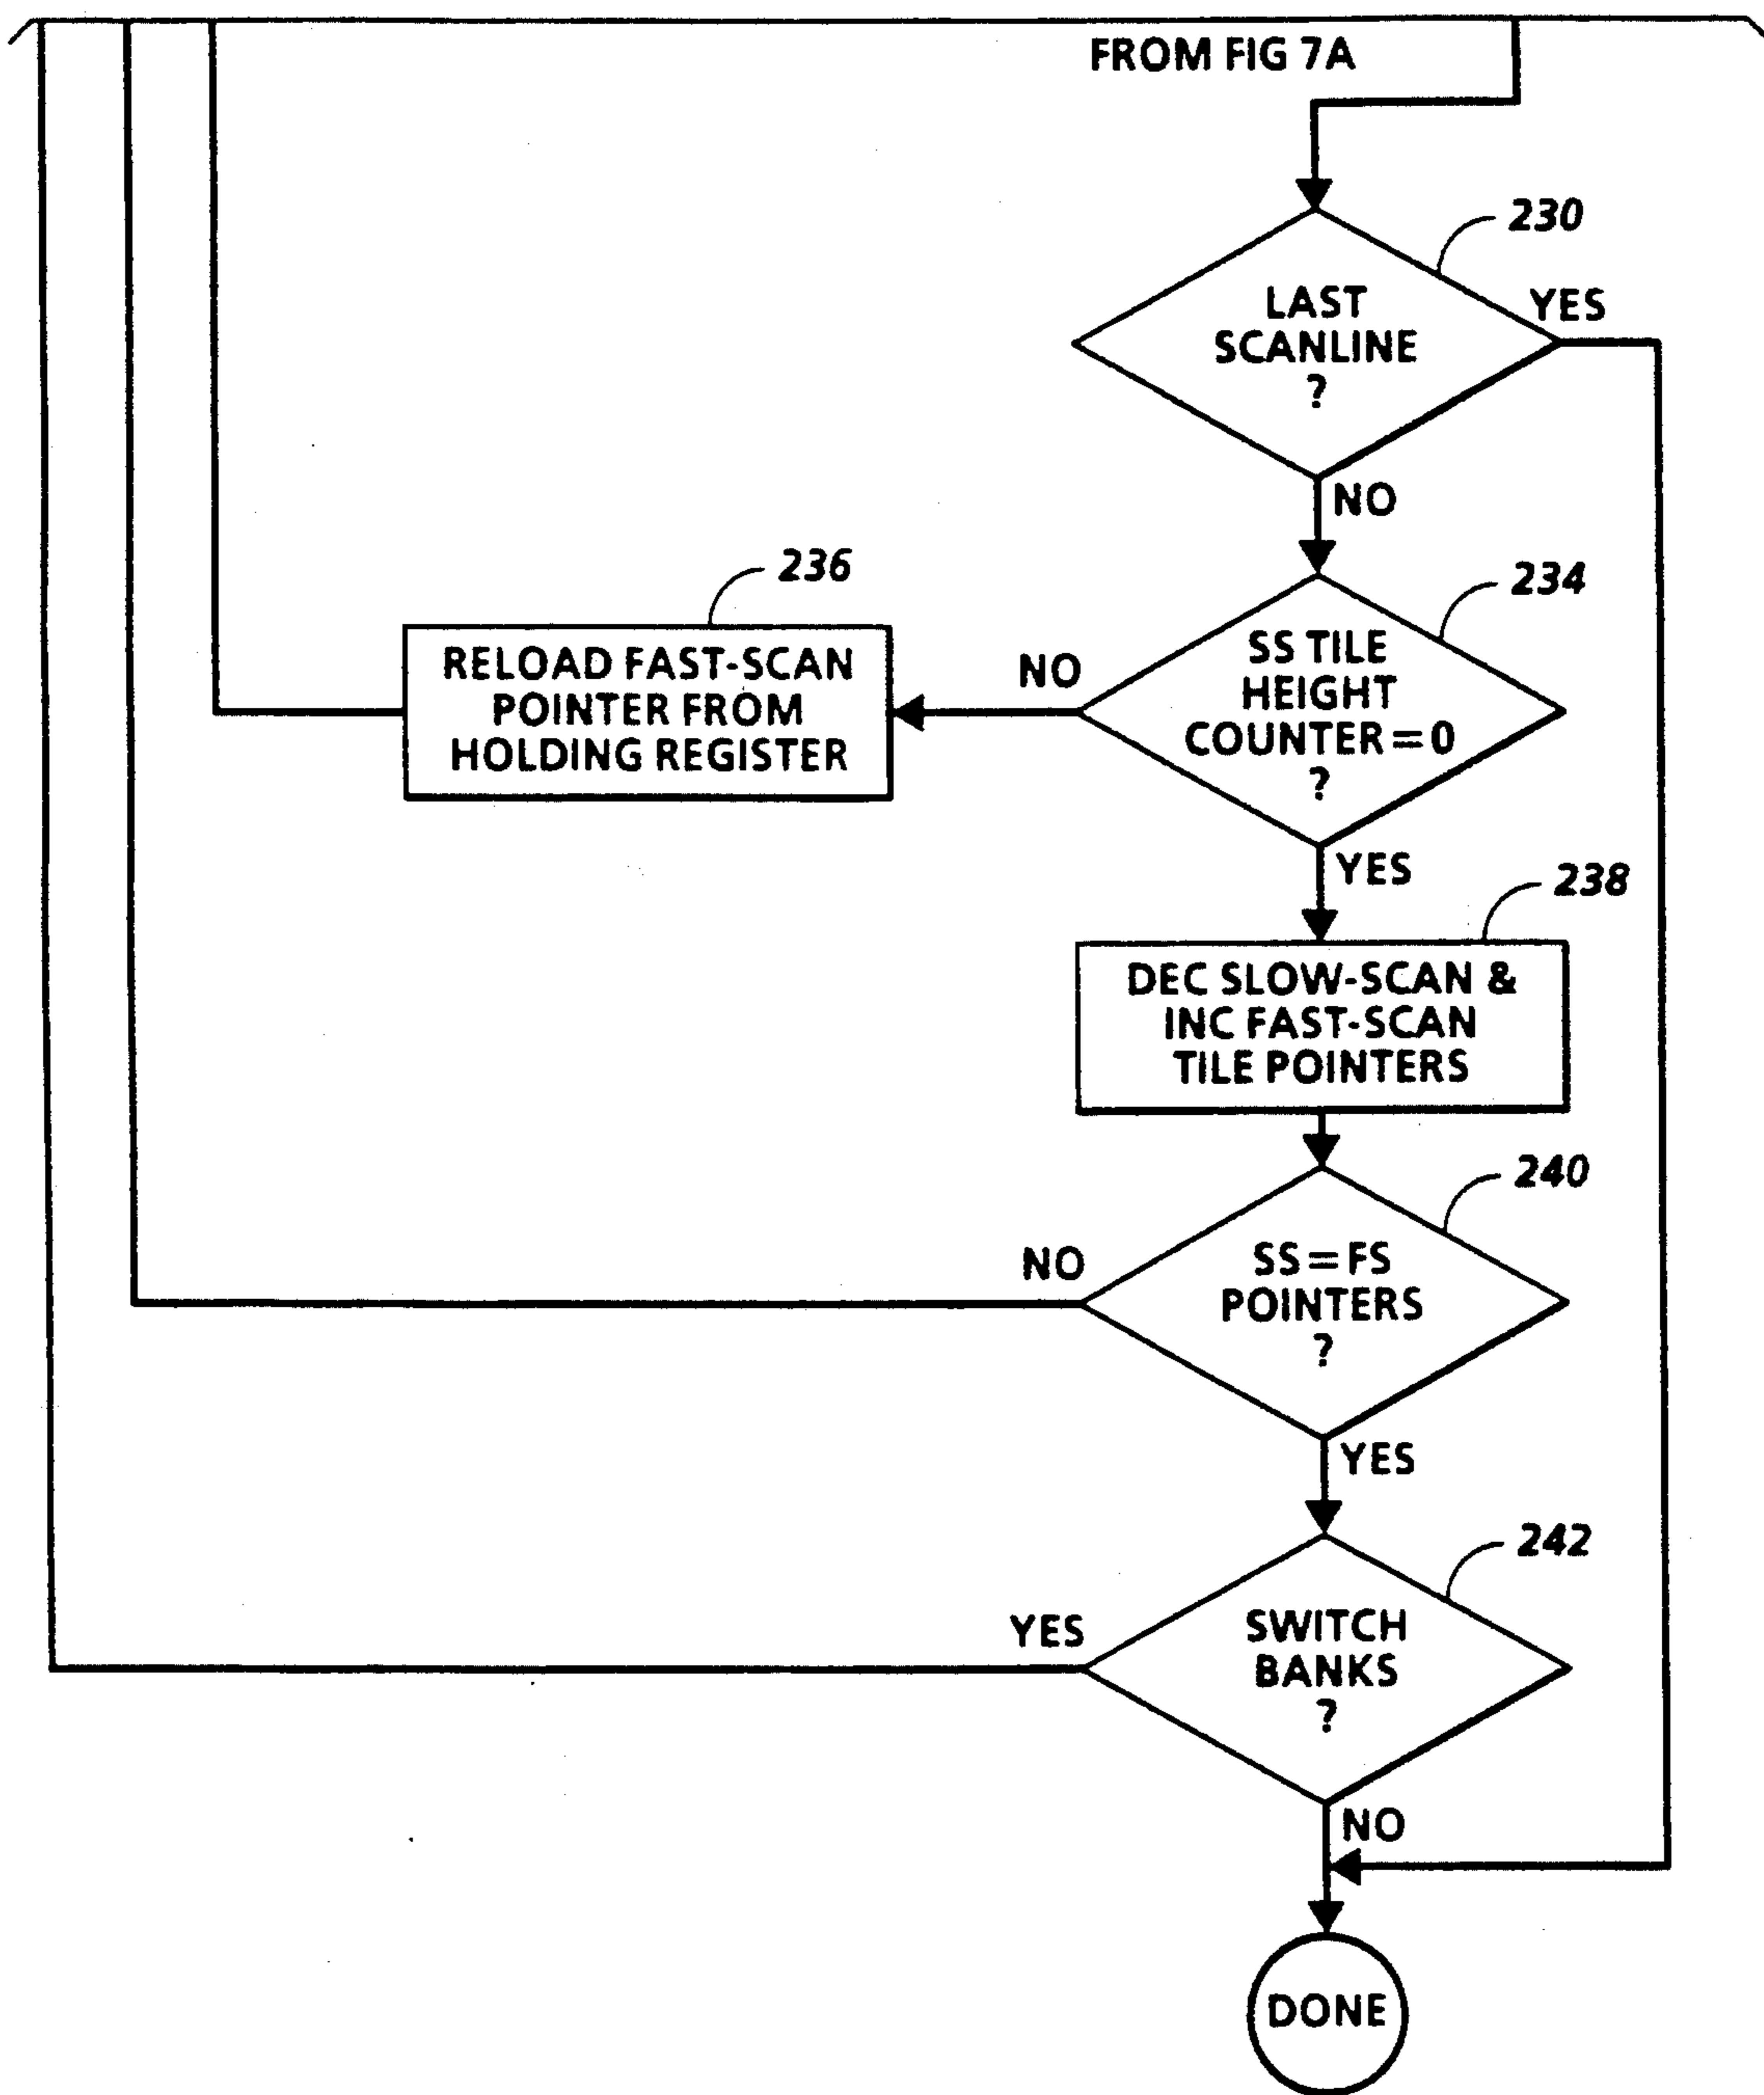 FROM FIG 7A
230
LAST
SCANLINE
?
YES
NO
236
234
RELOAD FAST-SCAN
POINTER FROM
HOLDING REGISTER
NO
SS TILE
HEIGHT
COUNTER = 0
?
YES
238
DEC SLOW-SCAN &
INC FAST-SCAN
TILE POINTERS
240
NO
SS = FS
POINTERS
?
YES
242
YES
SWITCH
BANKS
?
NO
DONE